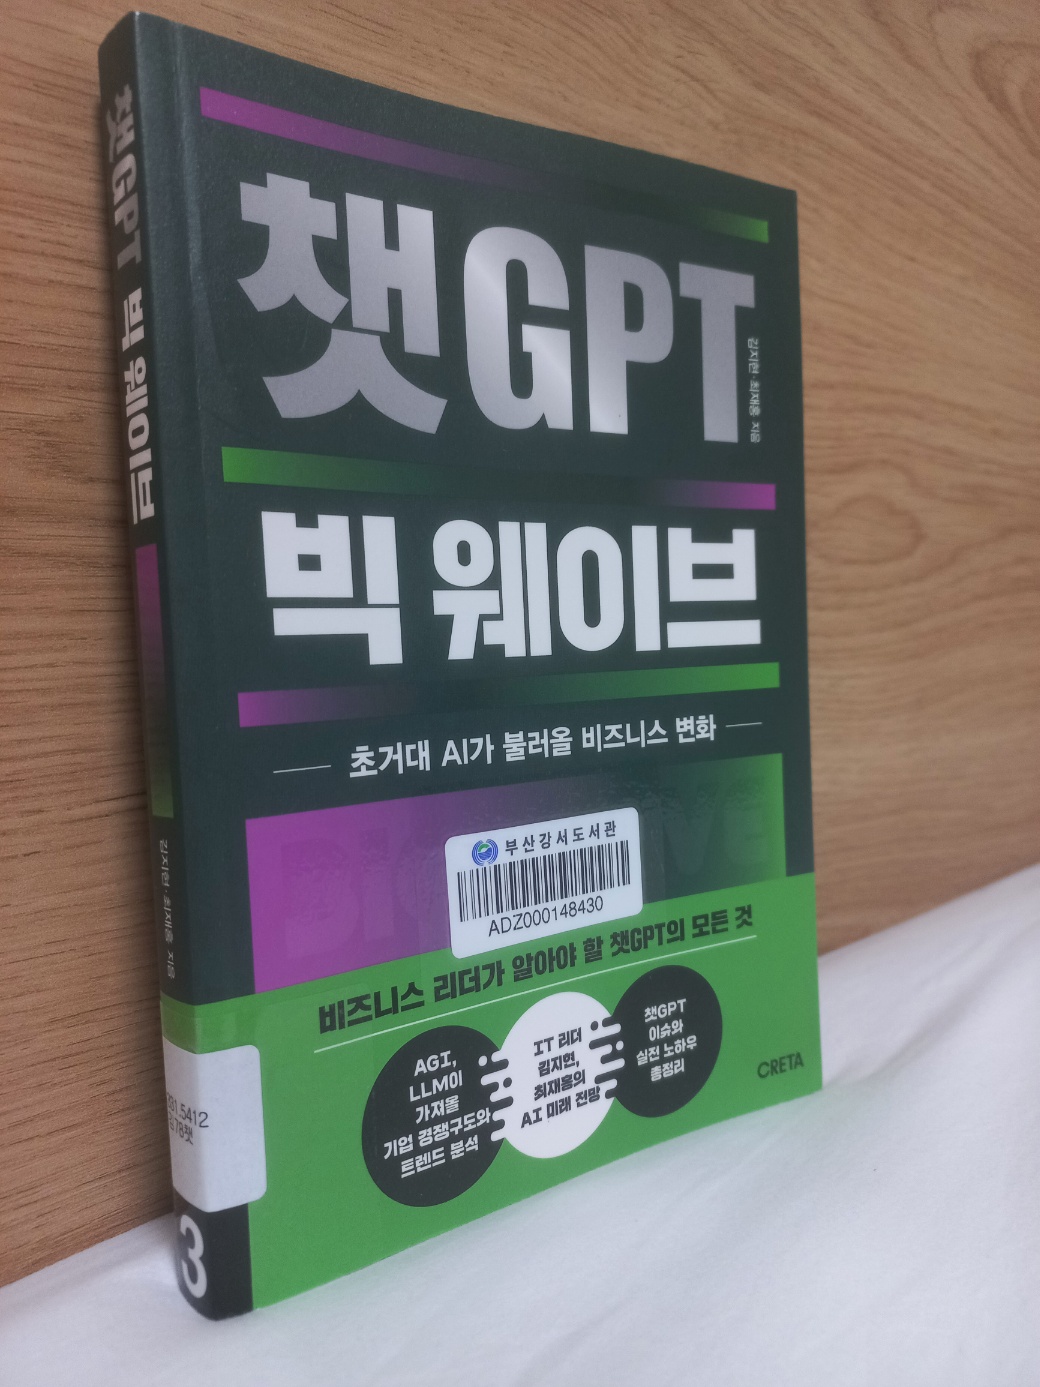 챗GPT
김지현·최재홍 지음
빅 웨이브
초거대 AI가 불러올 비즈니스 변화
부산강서도서관
ADZ000148430
비즈니스 리더가 알아야 할 챗GPT의 모든 것
AGI,
LLM이
가져올
기업 경쟁구도와
트렌드 분석
IT 리더
김지현,
최재홍의
AI 미래 전망
챗GPT
이슈와
실전 노하우
총정리
CRETA
챗GPT 빅 웨이브
김지현·최재홍 지음
5412
78챗
3